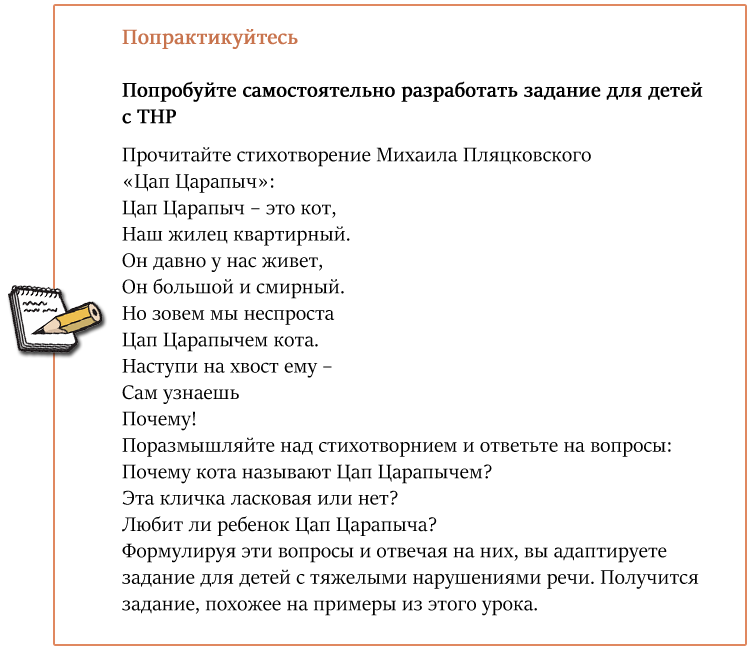 Попрактикуйтесь
Попробуйте самостоятельно разработать задание для детей
с ТНР
Прочитайте стихотворение Михаила Пляцковского
«Цап Царапыч»:
Цап Царапыч – это кот,
Наш жилец квартирный.
Он давно у нас живет,
Он большой и смирный.
Но зовем мы неспроста
Цап Царапычем кота.
Наступи на хвост ему –
Сам узнаешь
Почему!
Поразмышляйте над стихотворнием и ответьте на вопросы:
Почему кота называют Цап Царапычем?
Эта кличка ласковая или нет?
Любит ли ребенок Цап Царапыча?
Формулируя эти вопросы и отвечая на них, вы адаптируете
задание для детей с тяжелыми нарушениями речи. Получится
задание, похожее на примеры из этого урока.